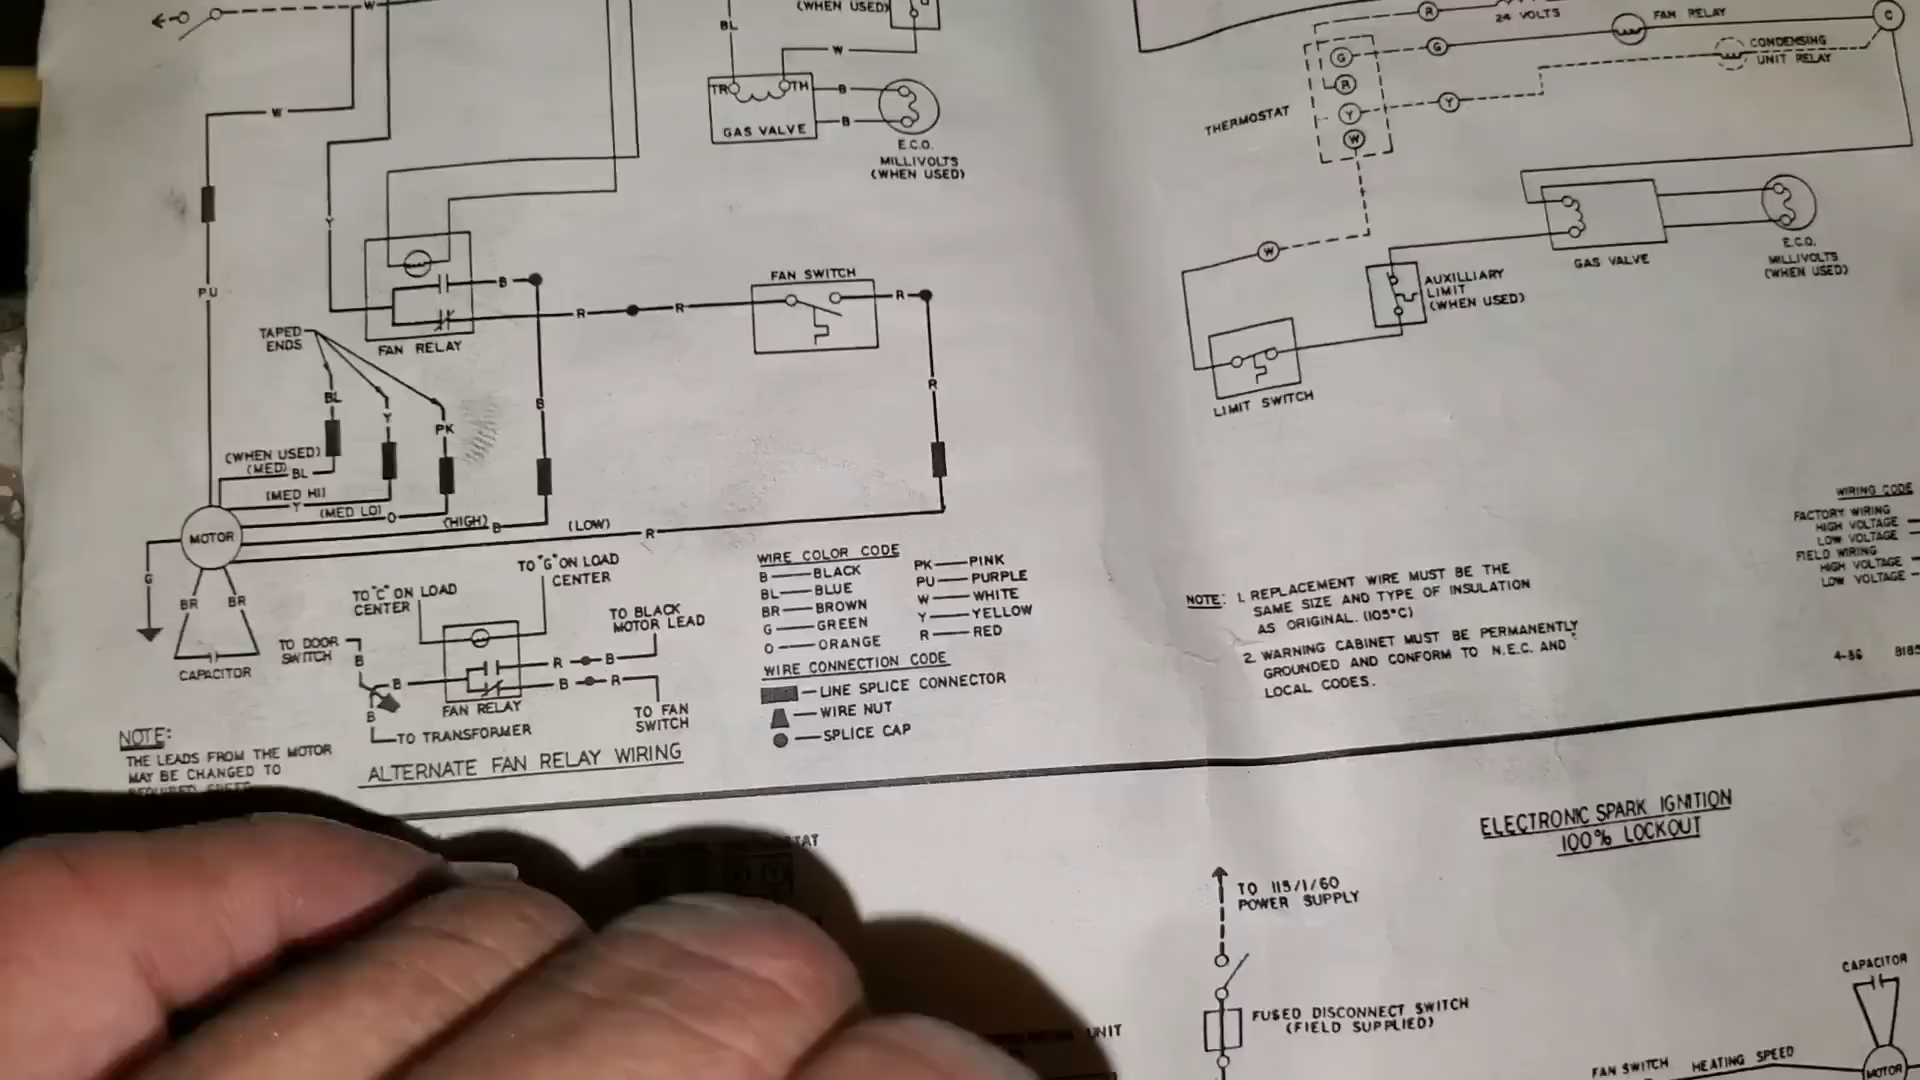 W
(WHEN USED)
BL
W
W
TR
TH
B
B
GAS VALVE
E.C.O.
MILLIVOLTS
(WHEN USED)
Y
PU
B
R
R
FAN SWITCH
R
FAN RELAY
TAPED
ENDS
BL
Y
PK
B
R
(WHEN USED)
(MED) BL
(MED HI)
Y
(MED LO)
O
(HIGH) B
(LOW)
R
MOTOR
G
BR
BR
CAPACITOR
TO "C" ON LOAD
CENTER
TO "G" ON LOAD
CENTER
TO BLACK
MOTOR LEAD
TO DOOR
SWITCH
B
B
B
R
B
B
R
FAN RELAY
TO FAN
SWITCH
TO TRANSFORMER
ALTERNATE FAN RELAY WIRING
NOTE:
THE LEADS FROM THE MOTOR
MAY BE CHANGED TO
WIRE COLOR CODE
B — BLACK
BL — BLUE
BR — BROWN
G — GREEN
O — ORANGE
PK — PINK
PU — PURPLE
W — WHITE
Y — YELLOW
R — RED
WIRE CONNECTION CODE
— LINE SPLICE CONNECTOR
— WIRE NUT
— SPLICE CAP
R
24 VOLTS
FAN RELAY
C
G
G
CONDENSING
UNIT RELAY
R
Y
Y
W
THERMOSTAT
W
GAS VALVE
E.C.O.
MILLIVOLTS
(WHEN USED)
AUXILLIARY
LIMIT
(WHEN USED)
LIMIT SWITCH
WIRING CODE
FACTORY WIRING
HIGH VOLTAGE
LOW VOLTAGE
FIELD WIRING
HIGH VOLTAGE
LOW VOLTAGE
NOTE: 1. REPLACEMENT WIRE MUST BE THE
SAME SIZE AND TYPE OF INSULATION
AS ORIGINAL. (105°C)
2. WARNING CABINET MUST BE PERMANENTLY
GROUNDED AND CONFORM TO N.E.C. AND
LOCAL CODES.
4-86
ELECTRONIC SPARK IGNITION
100% LOCKOUT
TO 115/1/60
POWER SUPPLY
FUSED DISCONNECT SWITCH
(FIELD SUPPLIED)
UNIT
CAPACITOR
FAN SWITCH
HEATING SPEED
MOTOR